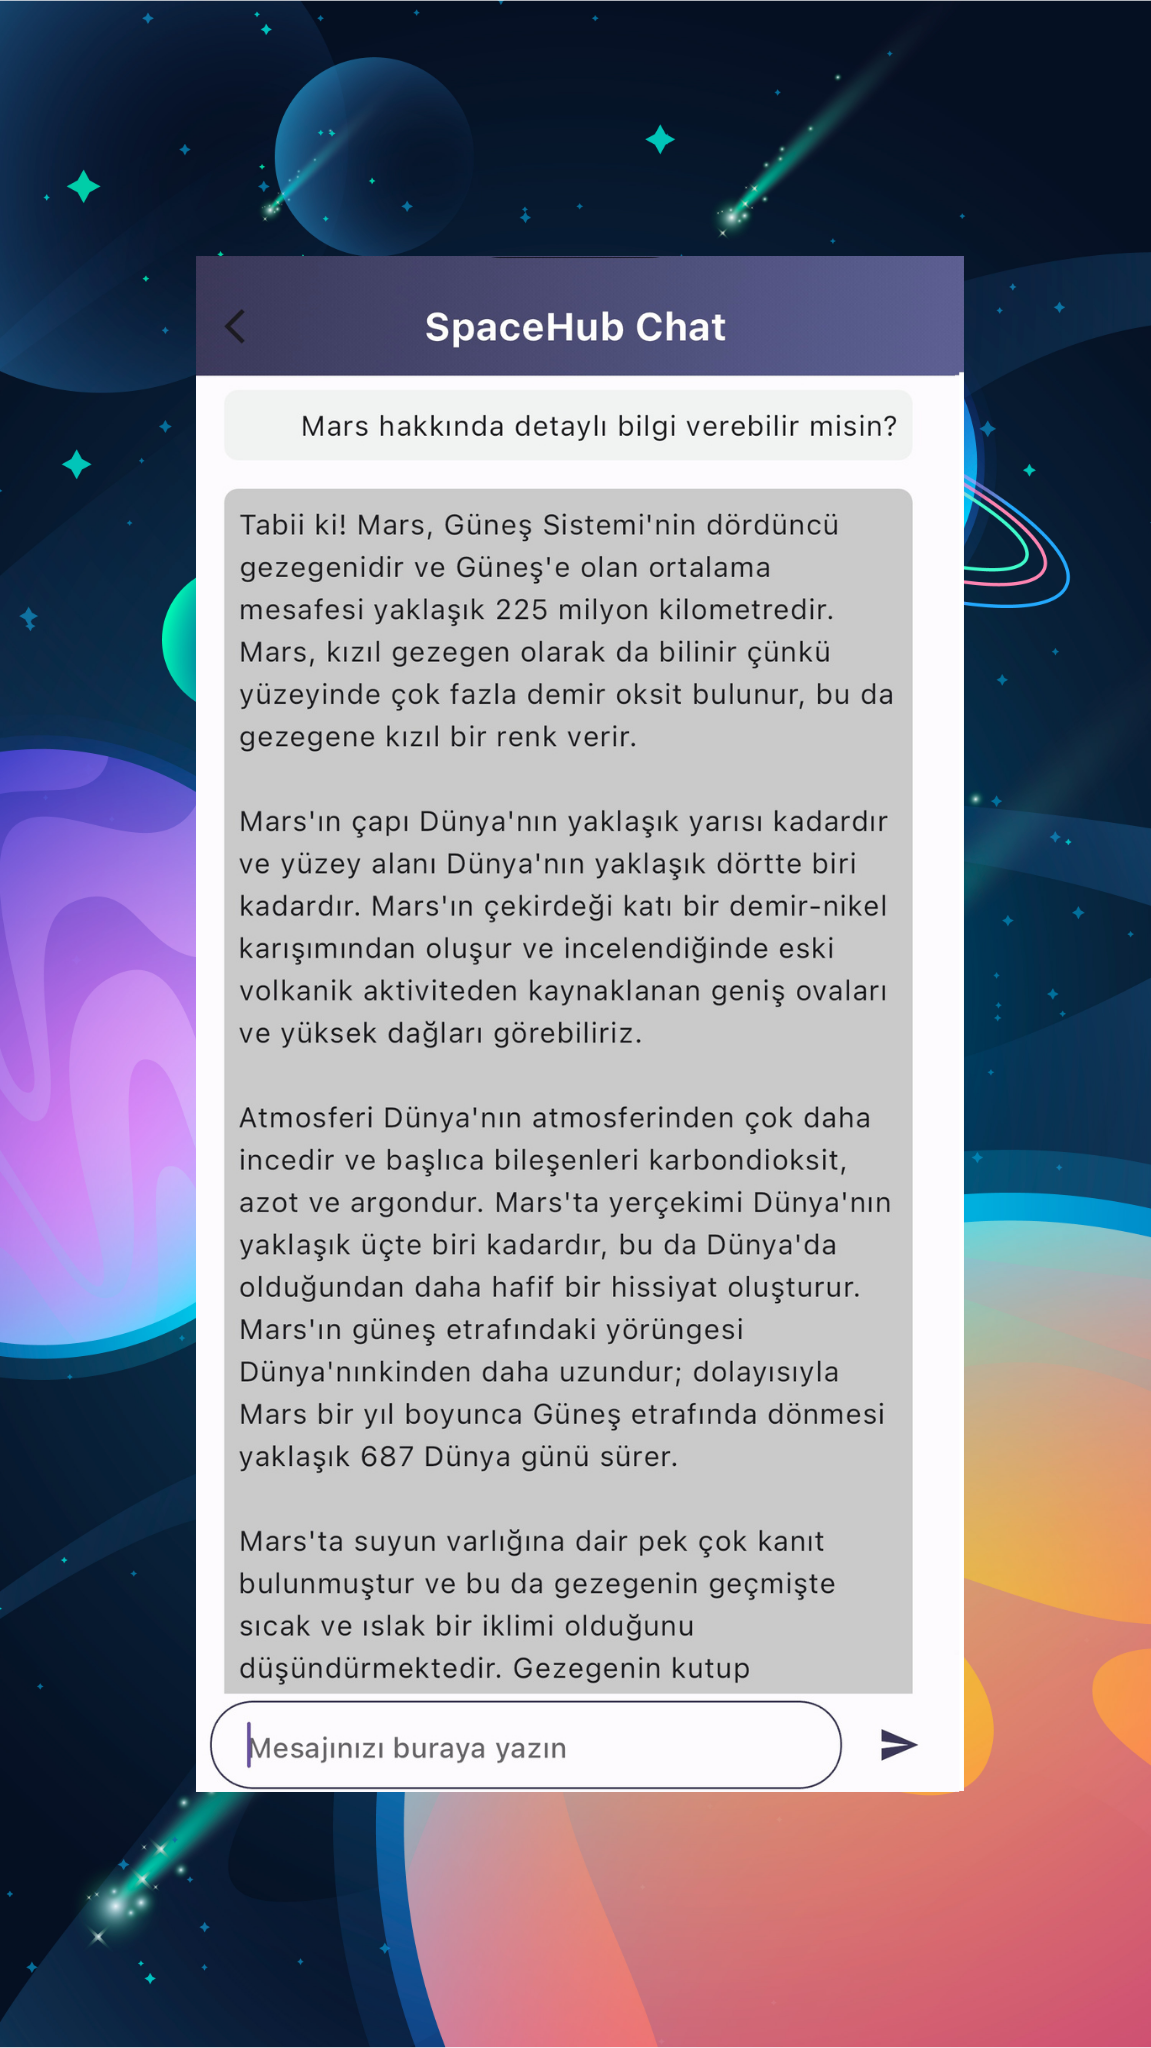 SpaceHub Chat
Mars hakkında detaylı bilgi verebilir misin?
Tabii ki! Mars, Güneş Sistemi'nin dördüncü
gezegenidir ve Güneş'e olan ortalama
mesafesi yaklaşık 225 milyon kilometredir.
Mars, kızıl gezegen olarak da bilinir çünkü
yüzeyinde çok fazla demir oksit bulunur, bu da
gezegene kızıl bir renk verir.
Mars'ın çapı Dünya'nın yaklaşık yarısı kadardır
ve yüzey alanı Dünya'nın yaklaşık dörtte biri
kadardır. Mars'ın çekirdeği katı bir demir-nikel
karışımından oluşur ve incelendiğinde eski
volkanik aktiviteden kaynaklanan geniş ovaları
ve yüksek dağları görebiliriz.
Atmosferi Dünya'nın atmosferinden çok daha
incedir ve başlıca bileşenleri karbondioksit,
azot ve argondur. Mars'ta yerçekimi Dünya'nın
yaklaşık üçte biri kadardır, bu da Dünya'da
olduğundan daha hafif bir hissiyat oluşturur.
Mars'ın güneş etrafındaki yörüngesi
Dünya'nınkinden daha uzundur; dolayısıyla
Mars bir yıl boyunca Güneş etrafında dönmesi
yaklaşık 687 Dünya günü sürer.
Mars'ta suyun varlığına dair pek çok kanıt
bulunmuştur ve bu da gezegenin geçmişte
sıcak ve ıslak bir iklimi olduğunu
düşündürmektedir. Gezegenin kutup
Mesajınızı buraya yazın